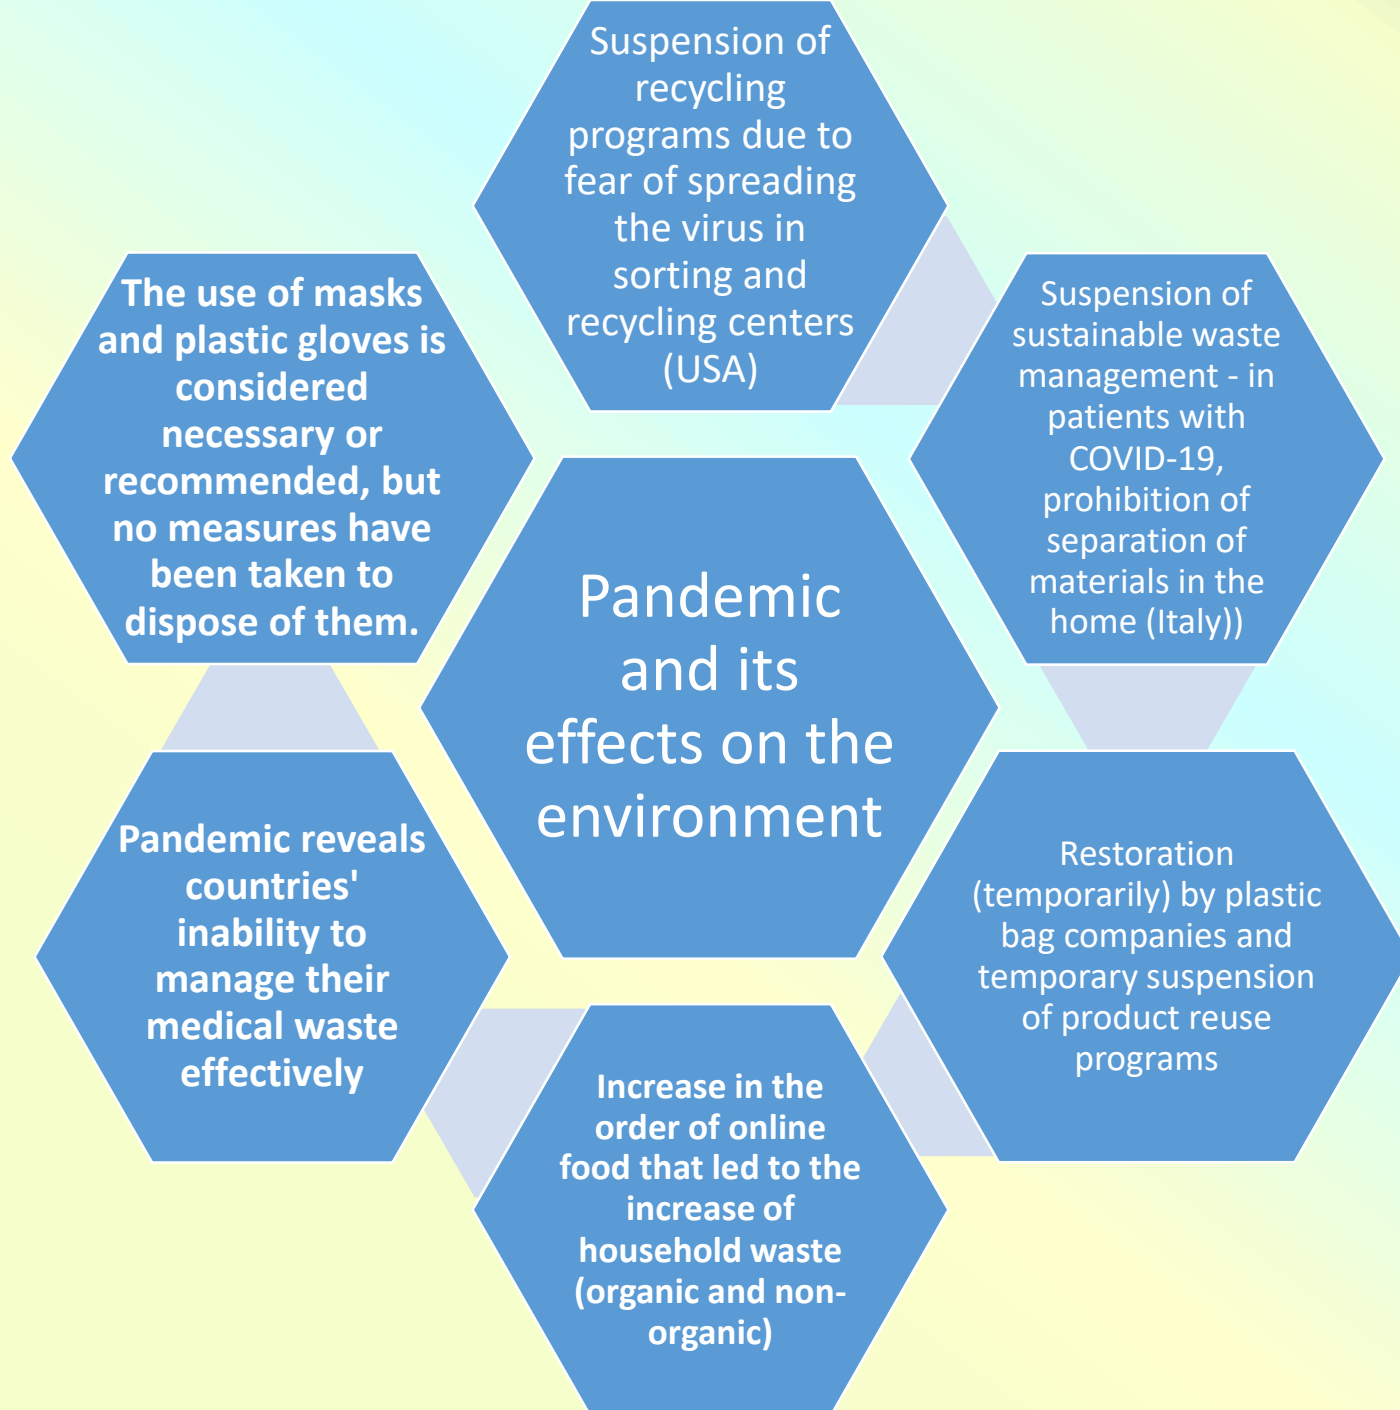 Suspension of
recycling
programs due to
fear of spreading
the virus in
sorting and
recycling centers
(USA)
Suspension of
sustainable waste
management - in
patients with
COVID-19,
prohibition of
separation of
materials in the
home (Italy))
Restoration
(temporarily) by plastic
bag companies and
temporary suspension
of product reuse
programs
Increase in the
order of online
food that led to the
increase of
household waste
(organic and non-
organic)
Pandemic reveals
countries'
inability to
manage their
medical waste
effectively
The use of masks
and plastic gloves is
considered
necessary or
recommended, but
no measures have
been taken to
dispose of them.
Pandemic
and its
effects on the
environment